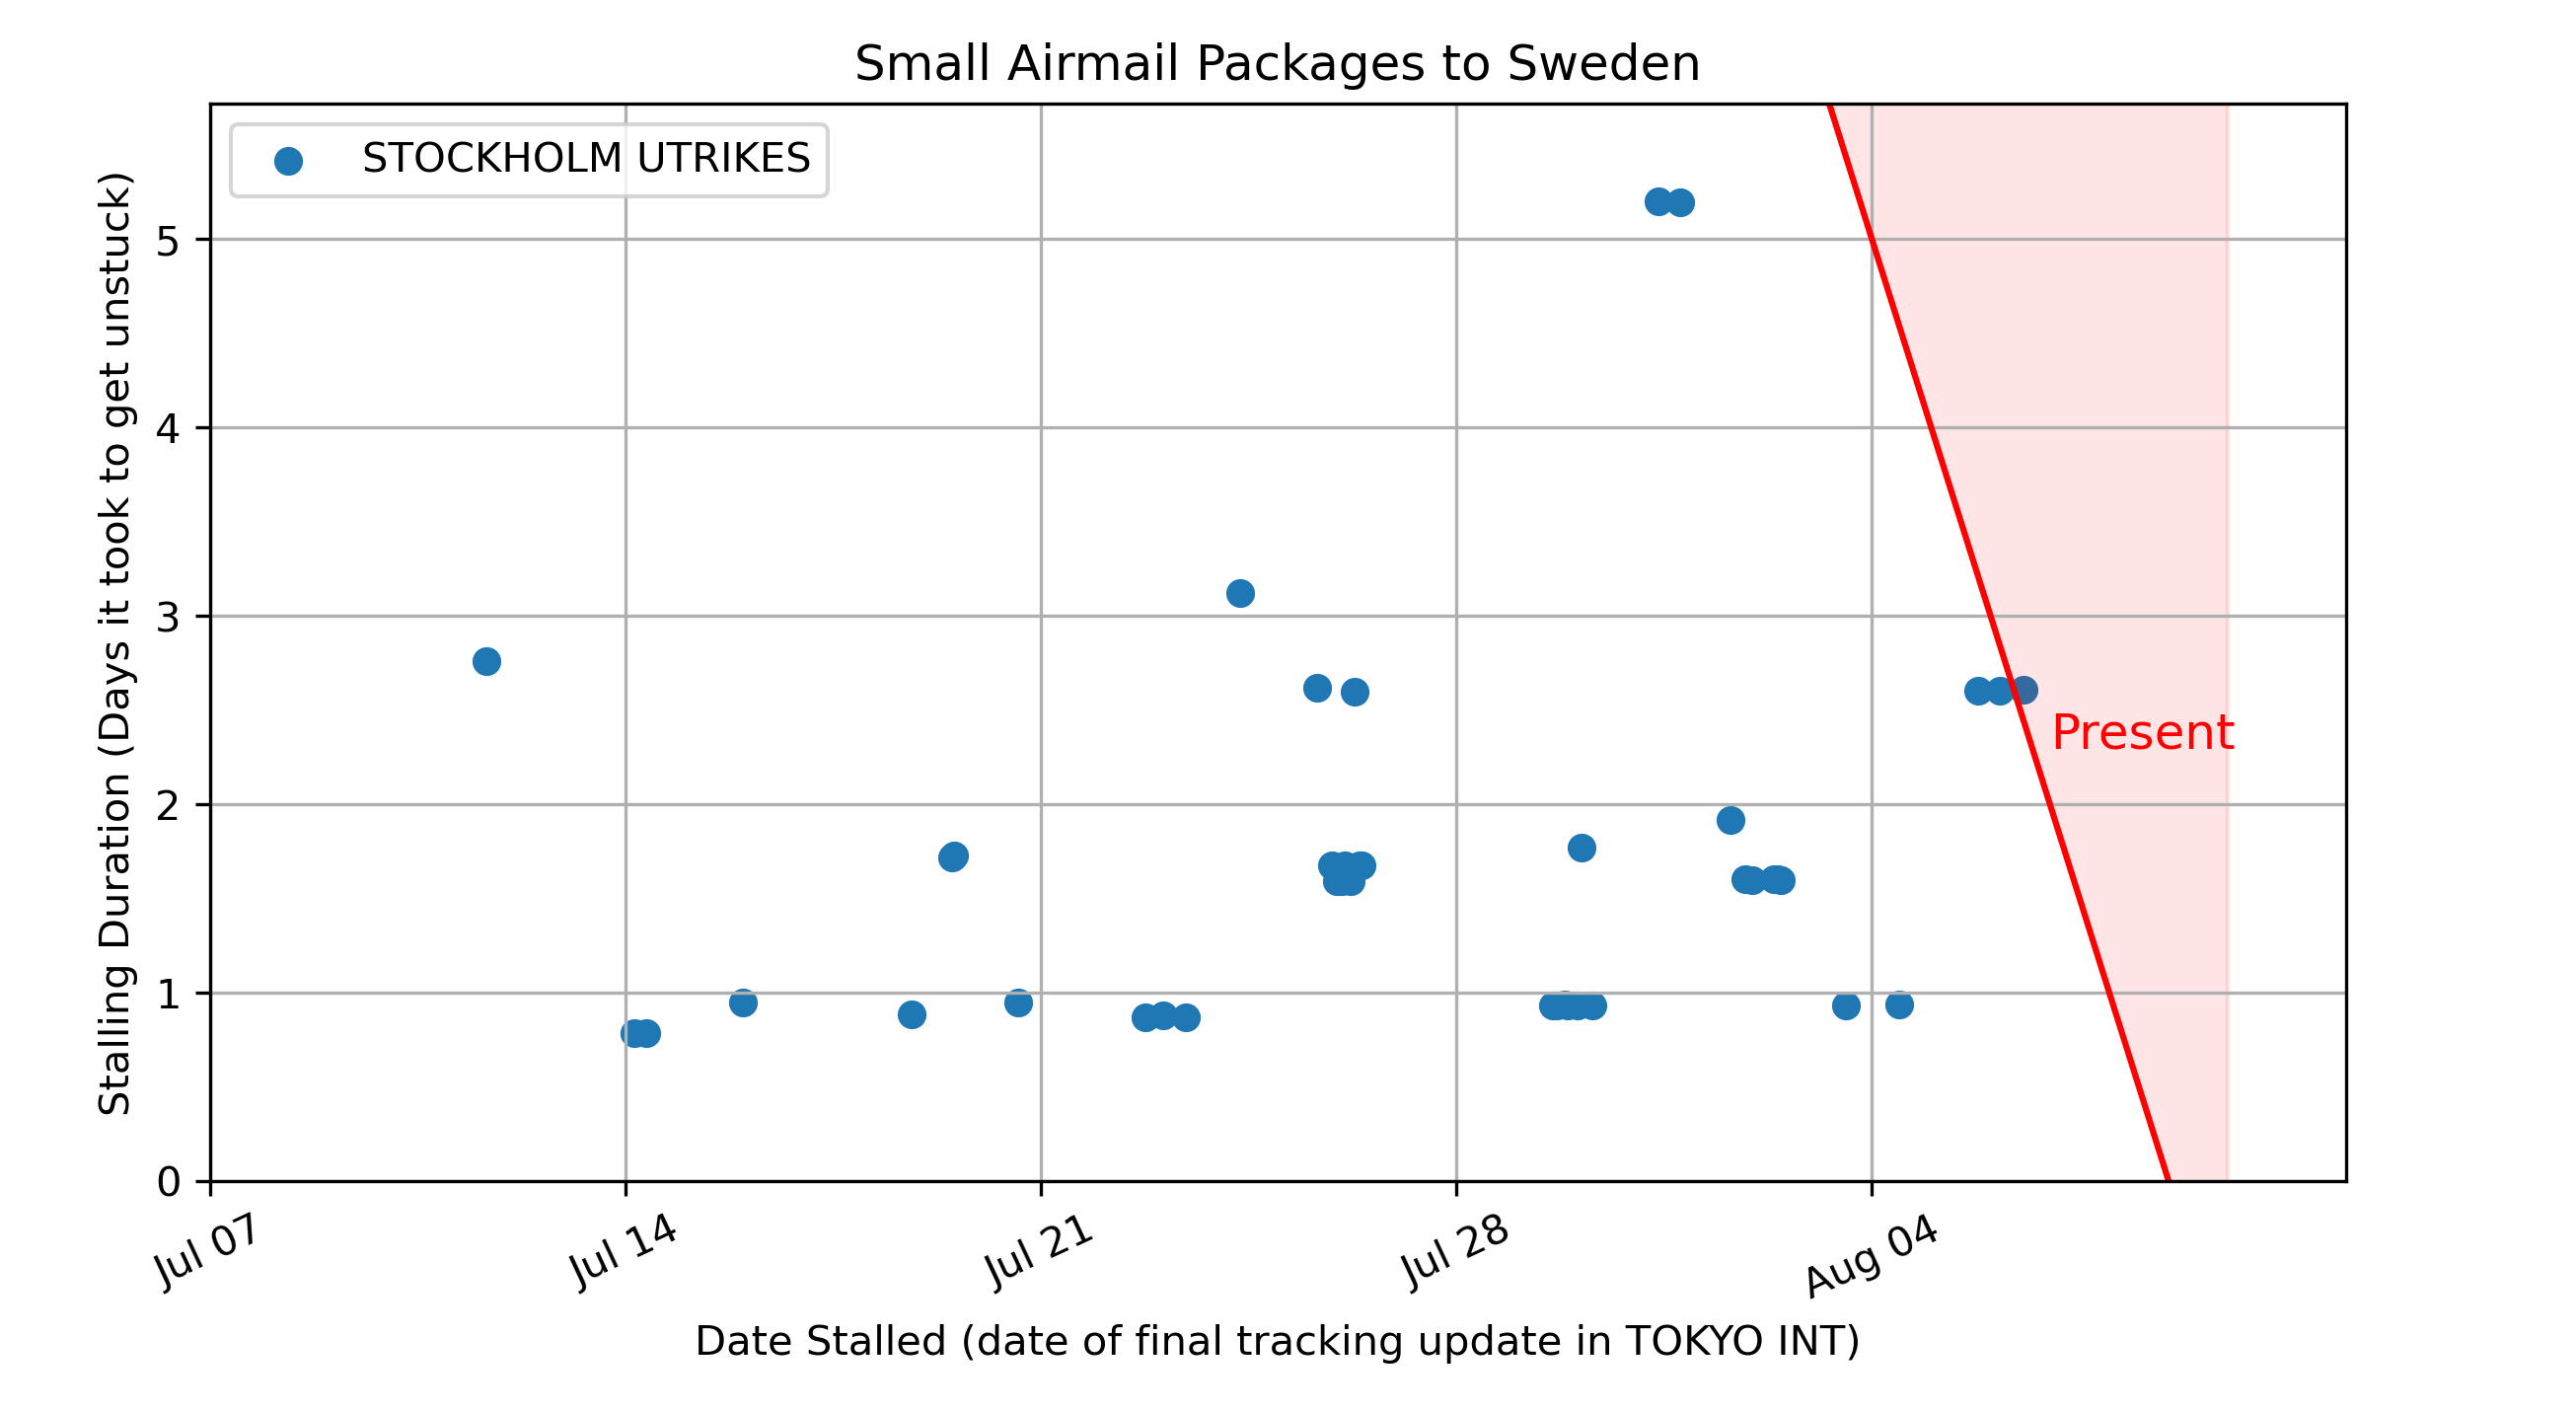 Small Airmail Packages to Sweden
STOCKHOLM UTRIKES
Stalling Duration (Days it took to get unstuck)
5
4
3
2
1
0
Present
Jul 07
Jul 14
Jul 21
Jul 28
Aug 04
Date Stalled (date of final tracking update in TOKYO INT)